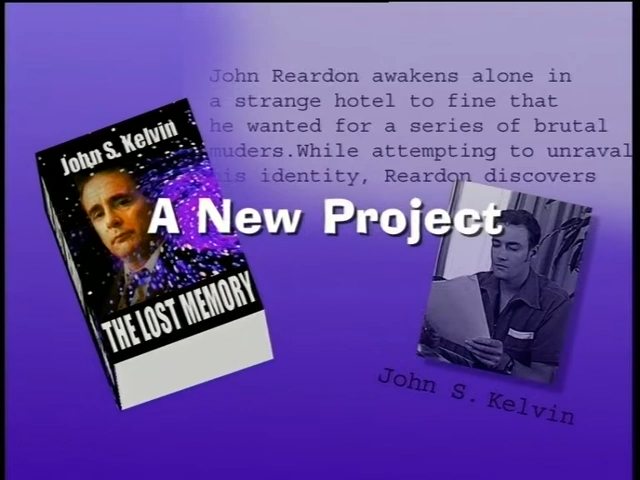 John Reardon awakens alone in
a strange hotel to fine that
he wanted for a series of brutal
muders.While attempting to unraval
his identity, Reardon discovers
John S. Kelvin
A New Project
THE LOST MEMORY
John S. Kelvin